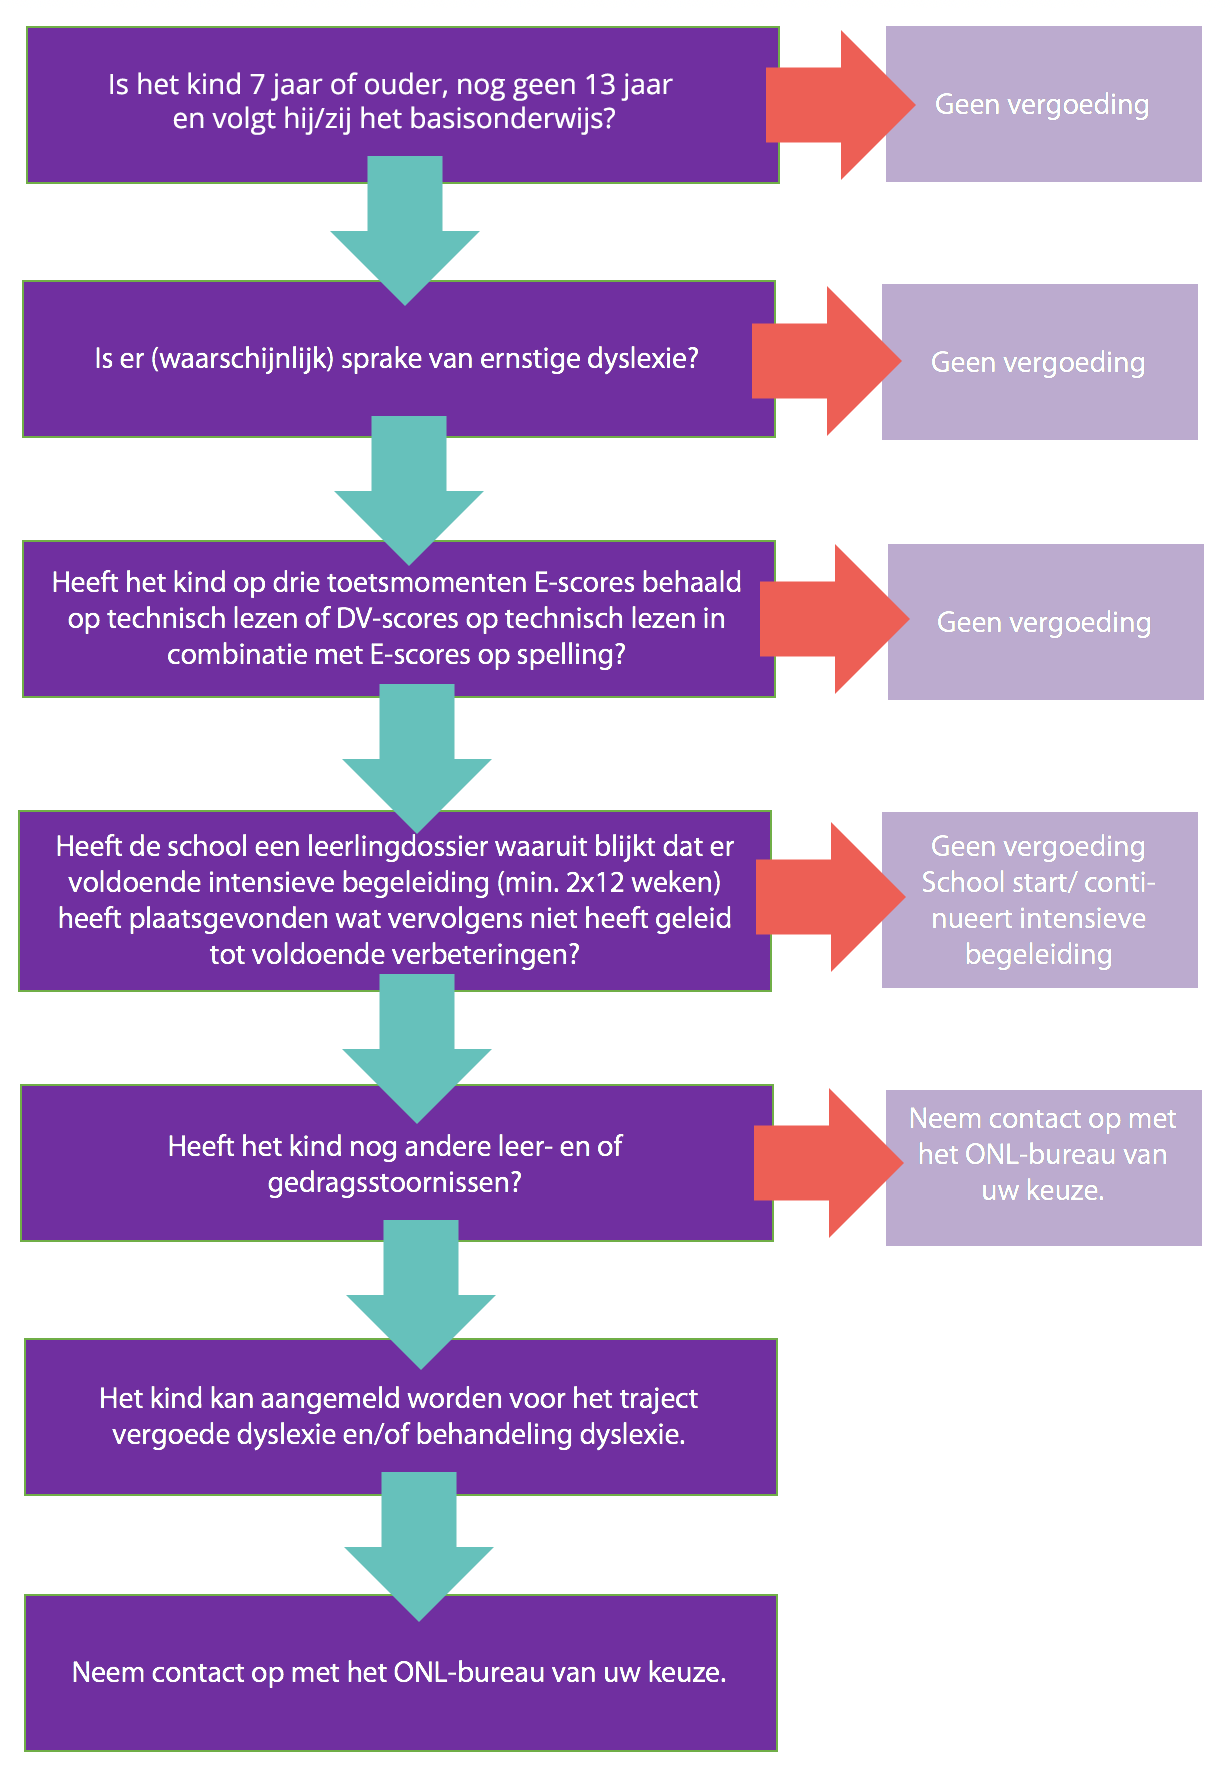 Is het kind 7 jaar of ouder, nog geen 13 jaar
en volgt hij/zij het basisonderwijs?
Geen vergoeding
Is er (waarschijnlijk) sprake van ernstige dyslexie?
Geen vergoeding
Heeft het kind op drie toetsmomenten E-scores behaald
op technisch lezen of DV-scores op technisch lezen in
combinatie met E-scores op spelling?
Geen vergoeding
Heeft de school een leerlingdossier waaruit blijkt dat er
voldoende intensieve begeleiding (min. 2x12 weken)
heeft plaatsgevonden wat vervolgens niet heeft geleid
tot voldoende verbeteringen?
Geen vergoeding
School start/ conti-
nueert intensieve
begeleiding
Heeft het kind nog andere leer- en of
gedragsstoornissen?
Neem contact op met
het ONL-bureau van
uw keuze.
Het kind kan aangemeld worden voor het traject
vergoede dyslexie en/of behandeling dyslexie.
Neem contact op met het ONL-bureau van uw keuze.